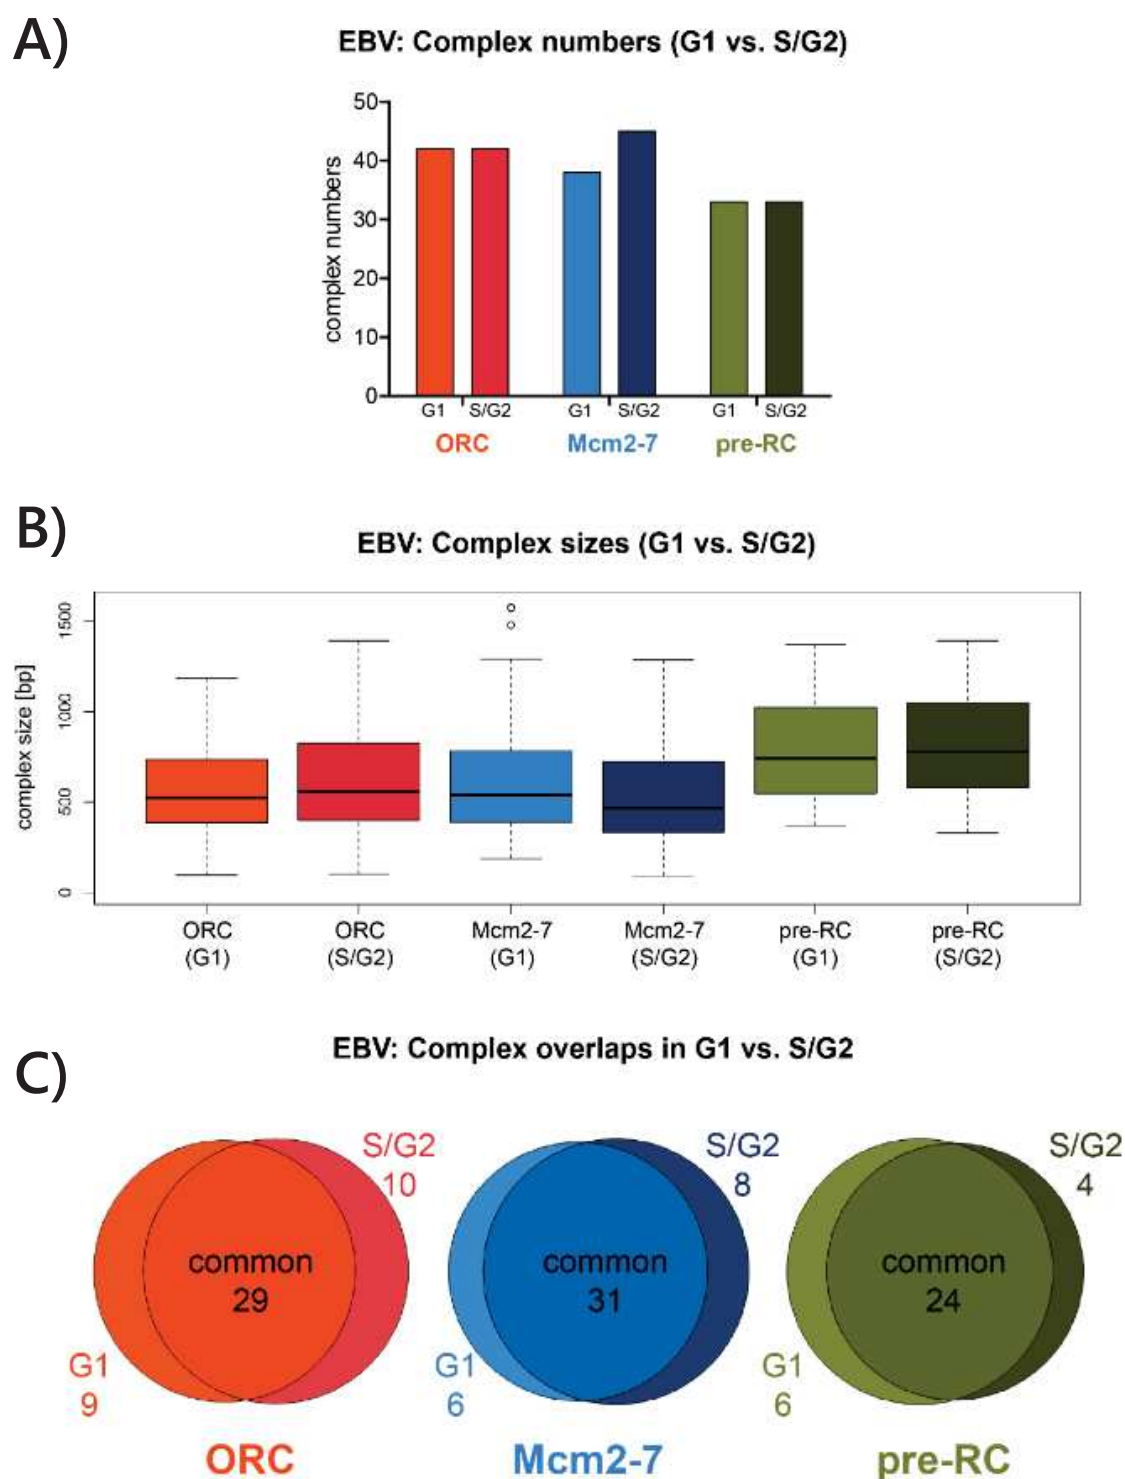 A)
EBV: Complex numbers (G1 vs. S/G2)
complex numbers
50
40
30
20
10
0
G1 S/G2 G1 S/G2 G1 S/G2
ORC Mcm2-7 pre-RC
B)
EBV: Complex sizes (G1 vs. S/G2)
complex size [bp]
1500
1000
500
0
ORC ORC Mcm2-7 Mcm2-7 pre-RC pre-RC
(G1) (S/G2) (G1) (S/G2) (G1) (S/G2)
EBV: Complex overlaps in G1 vs. S/G2
C)
S/G2 S/G2 S/G2
10 8 4
common common common
29 31 24
G1 G1 G1
9 6 6
ORC Mcm2-7 pre-RC